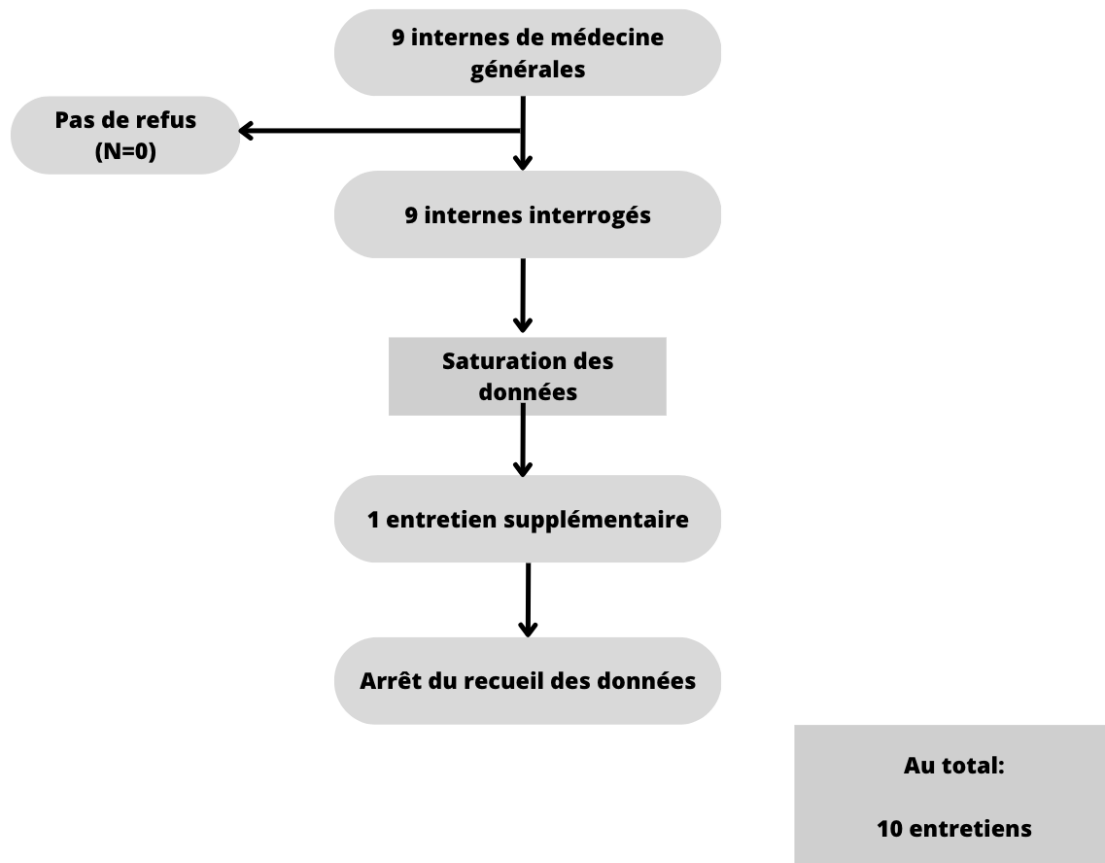 9 internes de médecine
générales
Pas de refus
(N=0)
9 internes interrogés
Saturation des
données
1 entretien supplémentaire
Arrêt du recueil des données
Au total:
10 entretiens